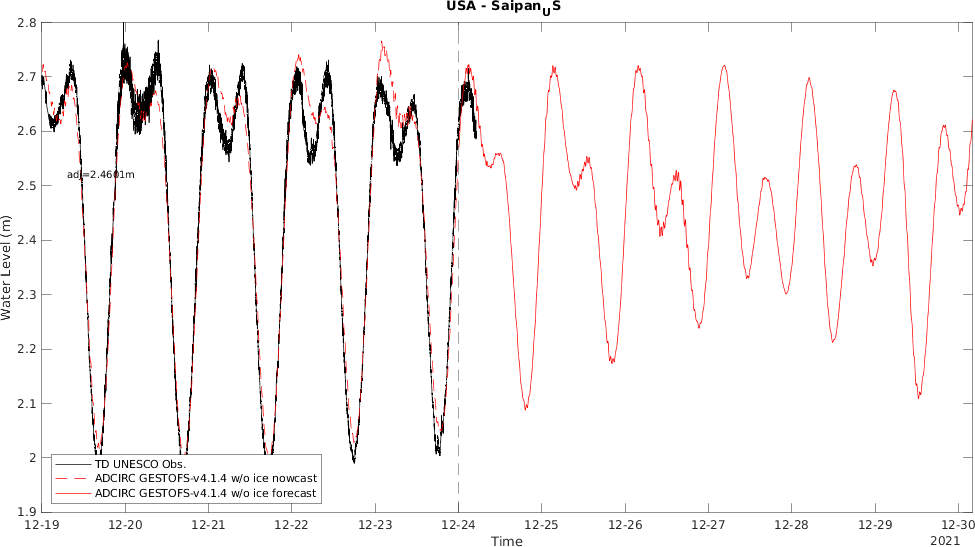 USA - Saipan_US
2.8
2.7
2.6
2.5
2.4
2.3
2.2
2.1
2
1.9
Water Level (m)
adj=2.4601m
TD UNESCO Obs.
ADCIRC GESTOFS-v4.1.4 w/o ice nowcast
ADCIRC GESTOFS-v4.1.4 w/o ice forecast
12-19 12-20 12-21 12-22 12-23 12-24 12-25 12-26 12-27 12-28 12-29 12-30
Time
2021